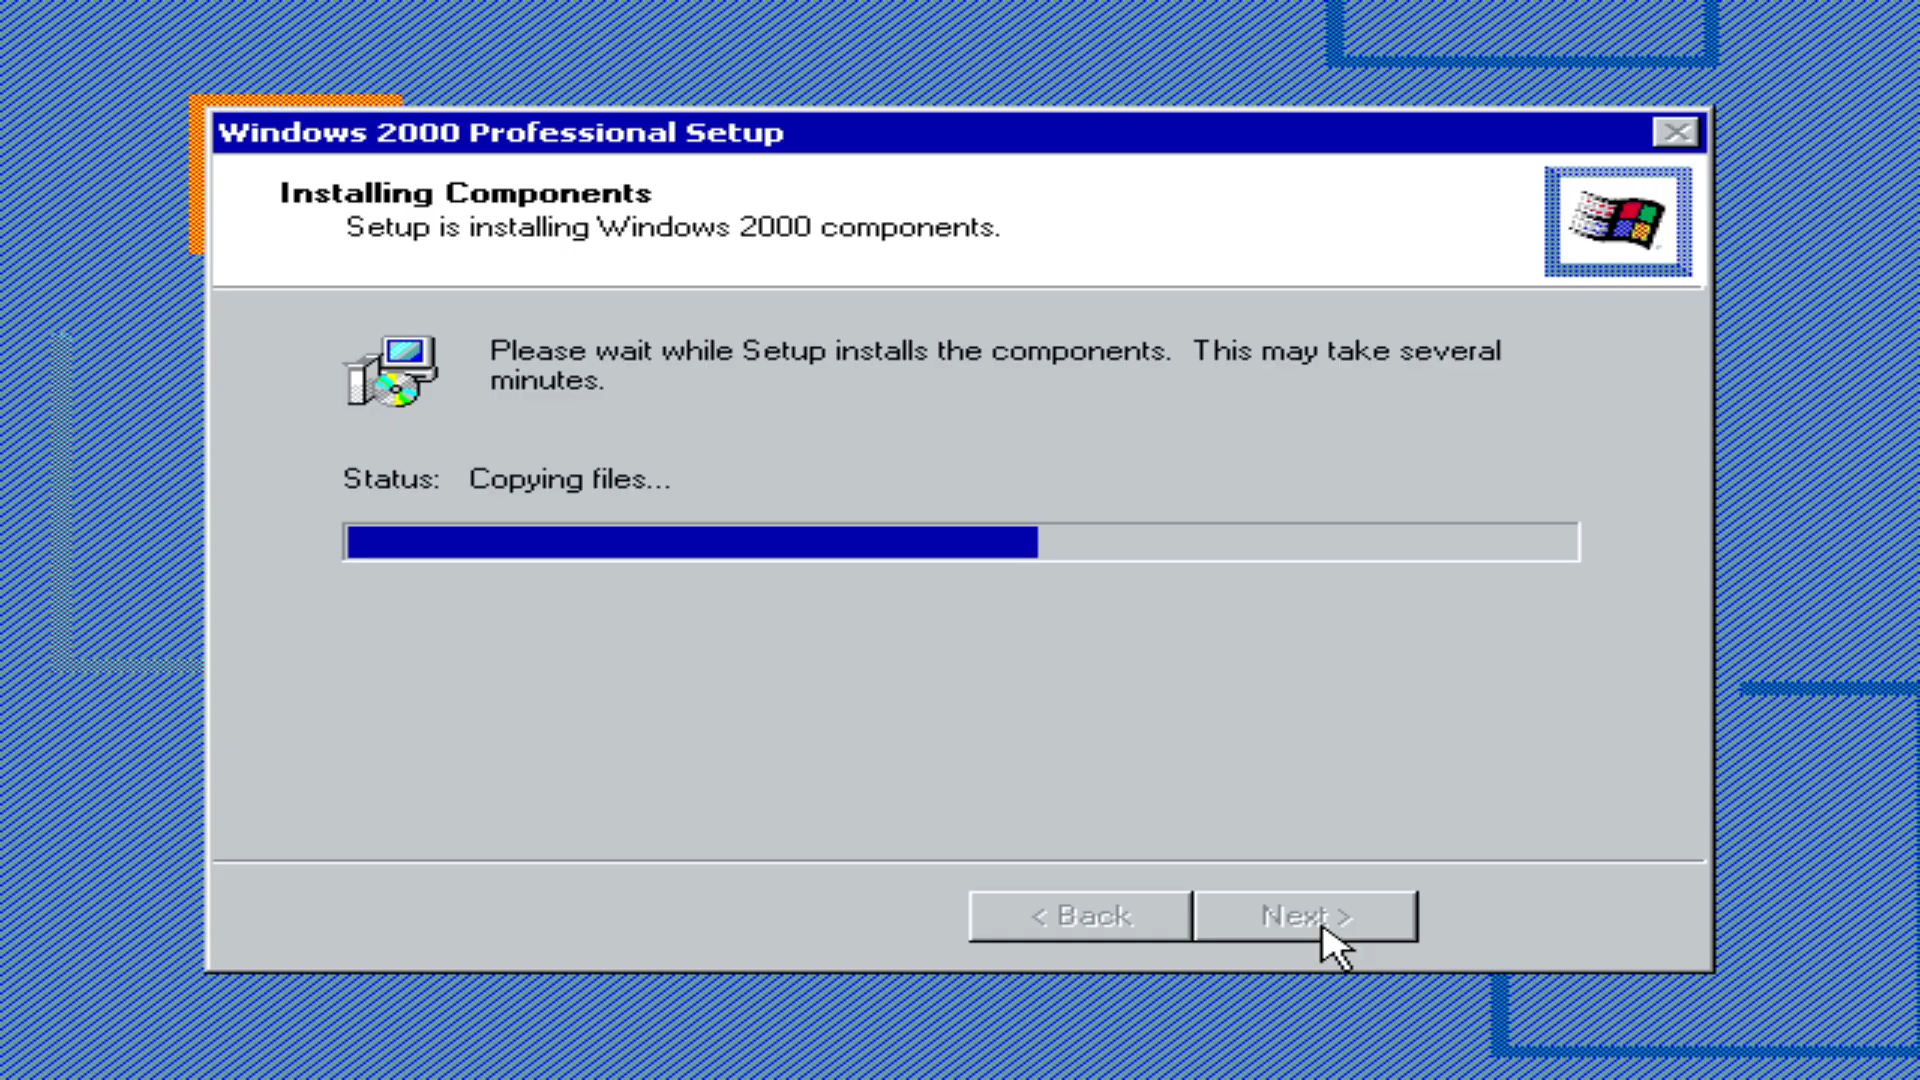 Windows 2000 Professional Setup
Installing Components
Setup is installing Windows 2000 components.
Please wait while Setup installs the components. This may take several
minutes.
Status: Copying files...
< Back Next >